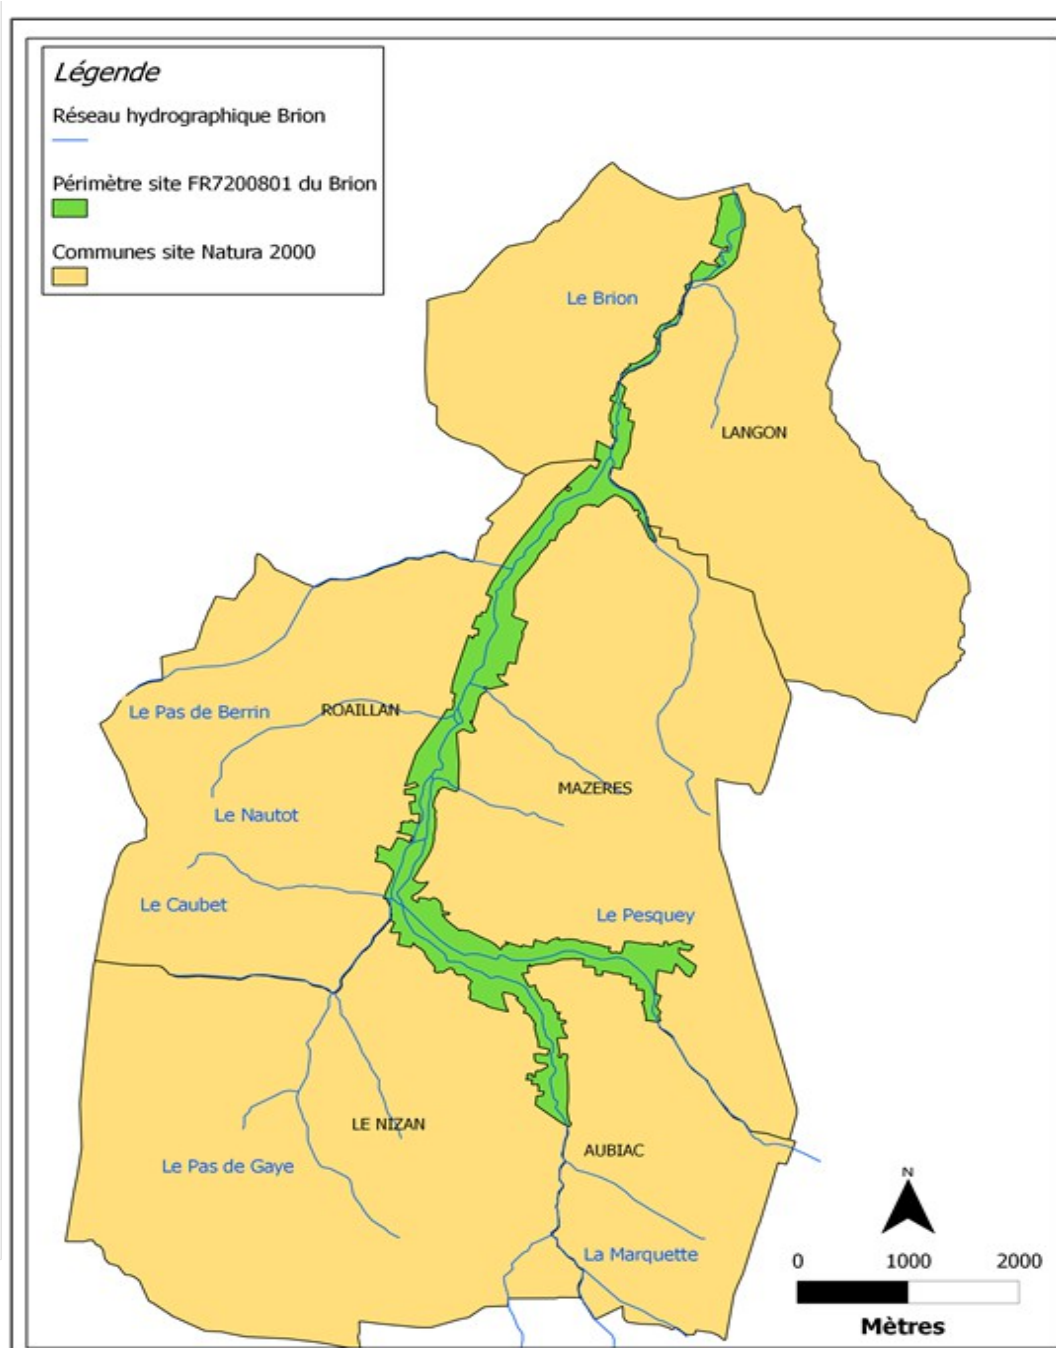 Légende
Réseau hydrographique Brion
Périmètre site FR7200801 du Brion
Communes site Natura 2000
Le Brion
LANGON
Le Pas de Berrin
ROAILLAN
MAZERES
Le Nautot
Le Caubet
Le Pesquey
LE NIZAN
AUBIAC
Le Pas de Gaye
N
La Marquette
0 1000 2000
Mètres